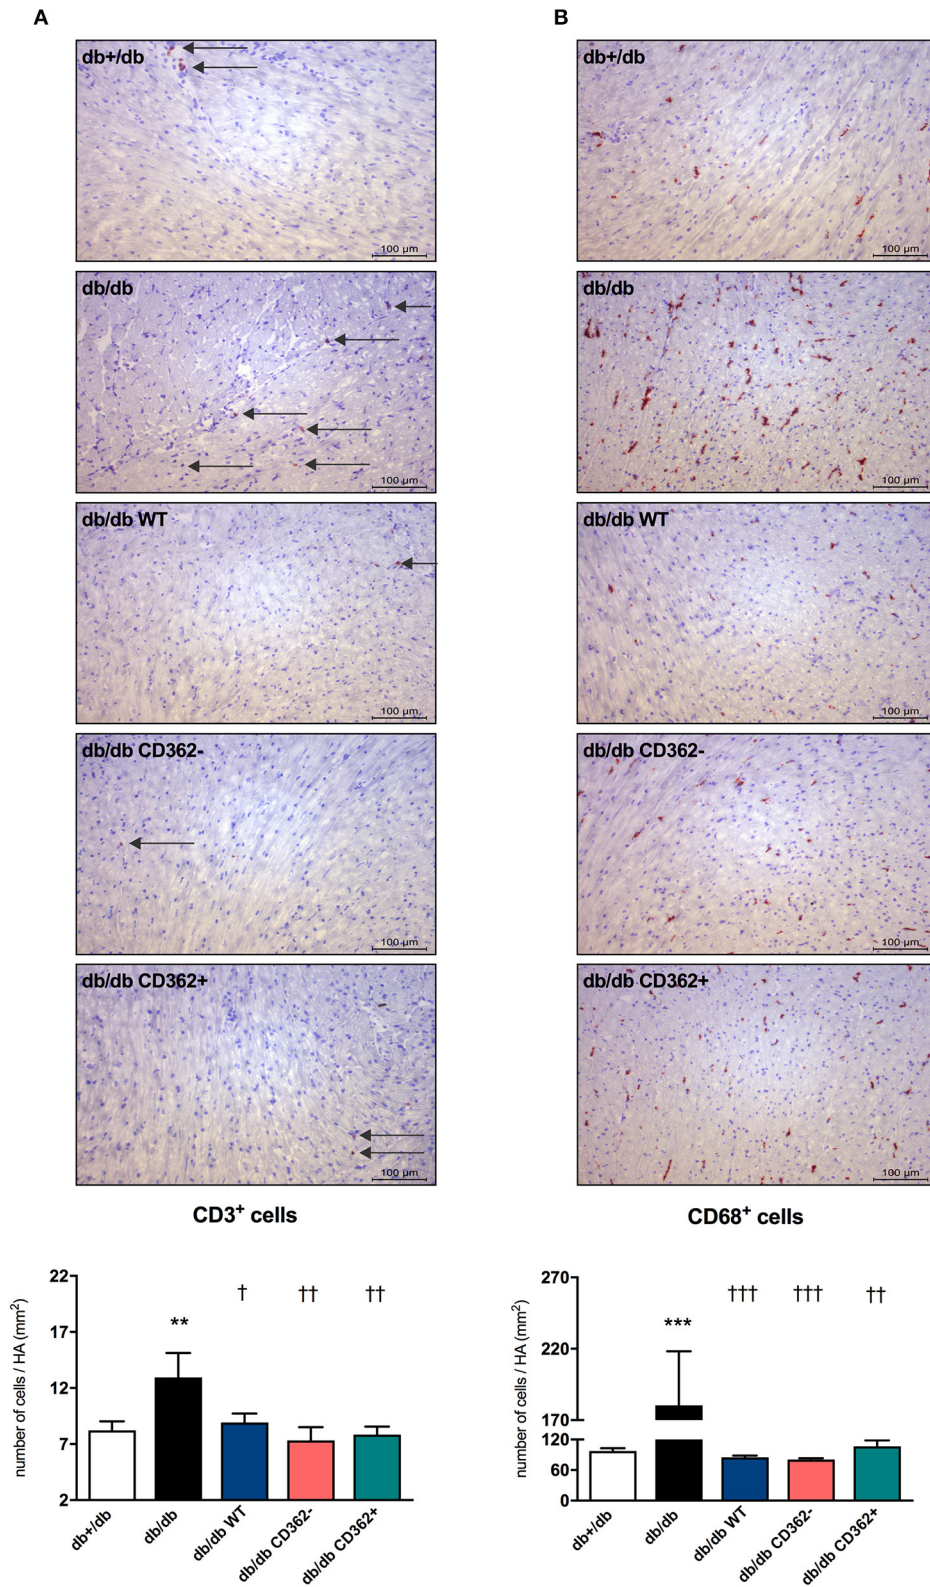 A
B
db+/db
100 µm
db+/db
100 µm
db/db
100 µm
db/db
100 µm
db/db WT
100 µm
db/db WT
100 µm
db/db CD362-
100 µm
db/db CD362-
100 µm
db/db CD362+
100 µm
db/db CD362+
100 µm
CD3⁺ cells
CD68⁺ cells
number of cells / HA (mm²)
22
17
12
7
2
**
†
††
††
db+/db
db/db
db/db WT
db/db CD362-
db/db CD362+
number of cells / HA (mm²)
270
220
170
120
60
0
***
†††
†††
††
db+/db
db/db
db/db WT
db/db CD362-
db/db CD362+